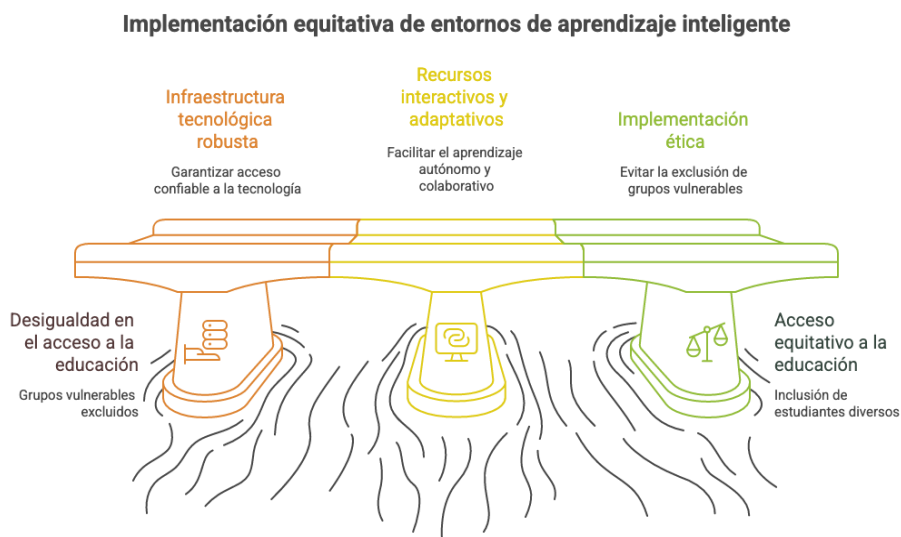 Implementación equitativa de entornos de aprendizaje inteligente
Infraestructura
tecnológica
robusta
Garantizar acceso
confiable a la tecnología
Recursos
interactivos y
adaptativos
Facilitar el aprendizaje
autónomo y
colaborativo
Implementación
ética
Evitar la exclusión de
grupos vulnerables
Desigualdad en
el acceso a la
educación
Grupos vulnerables
excluidos
Acceso
equitativo a la
educación
Inclusión de
estudiantes diversos